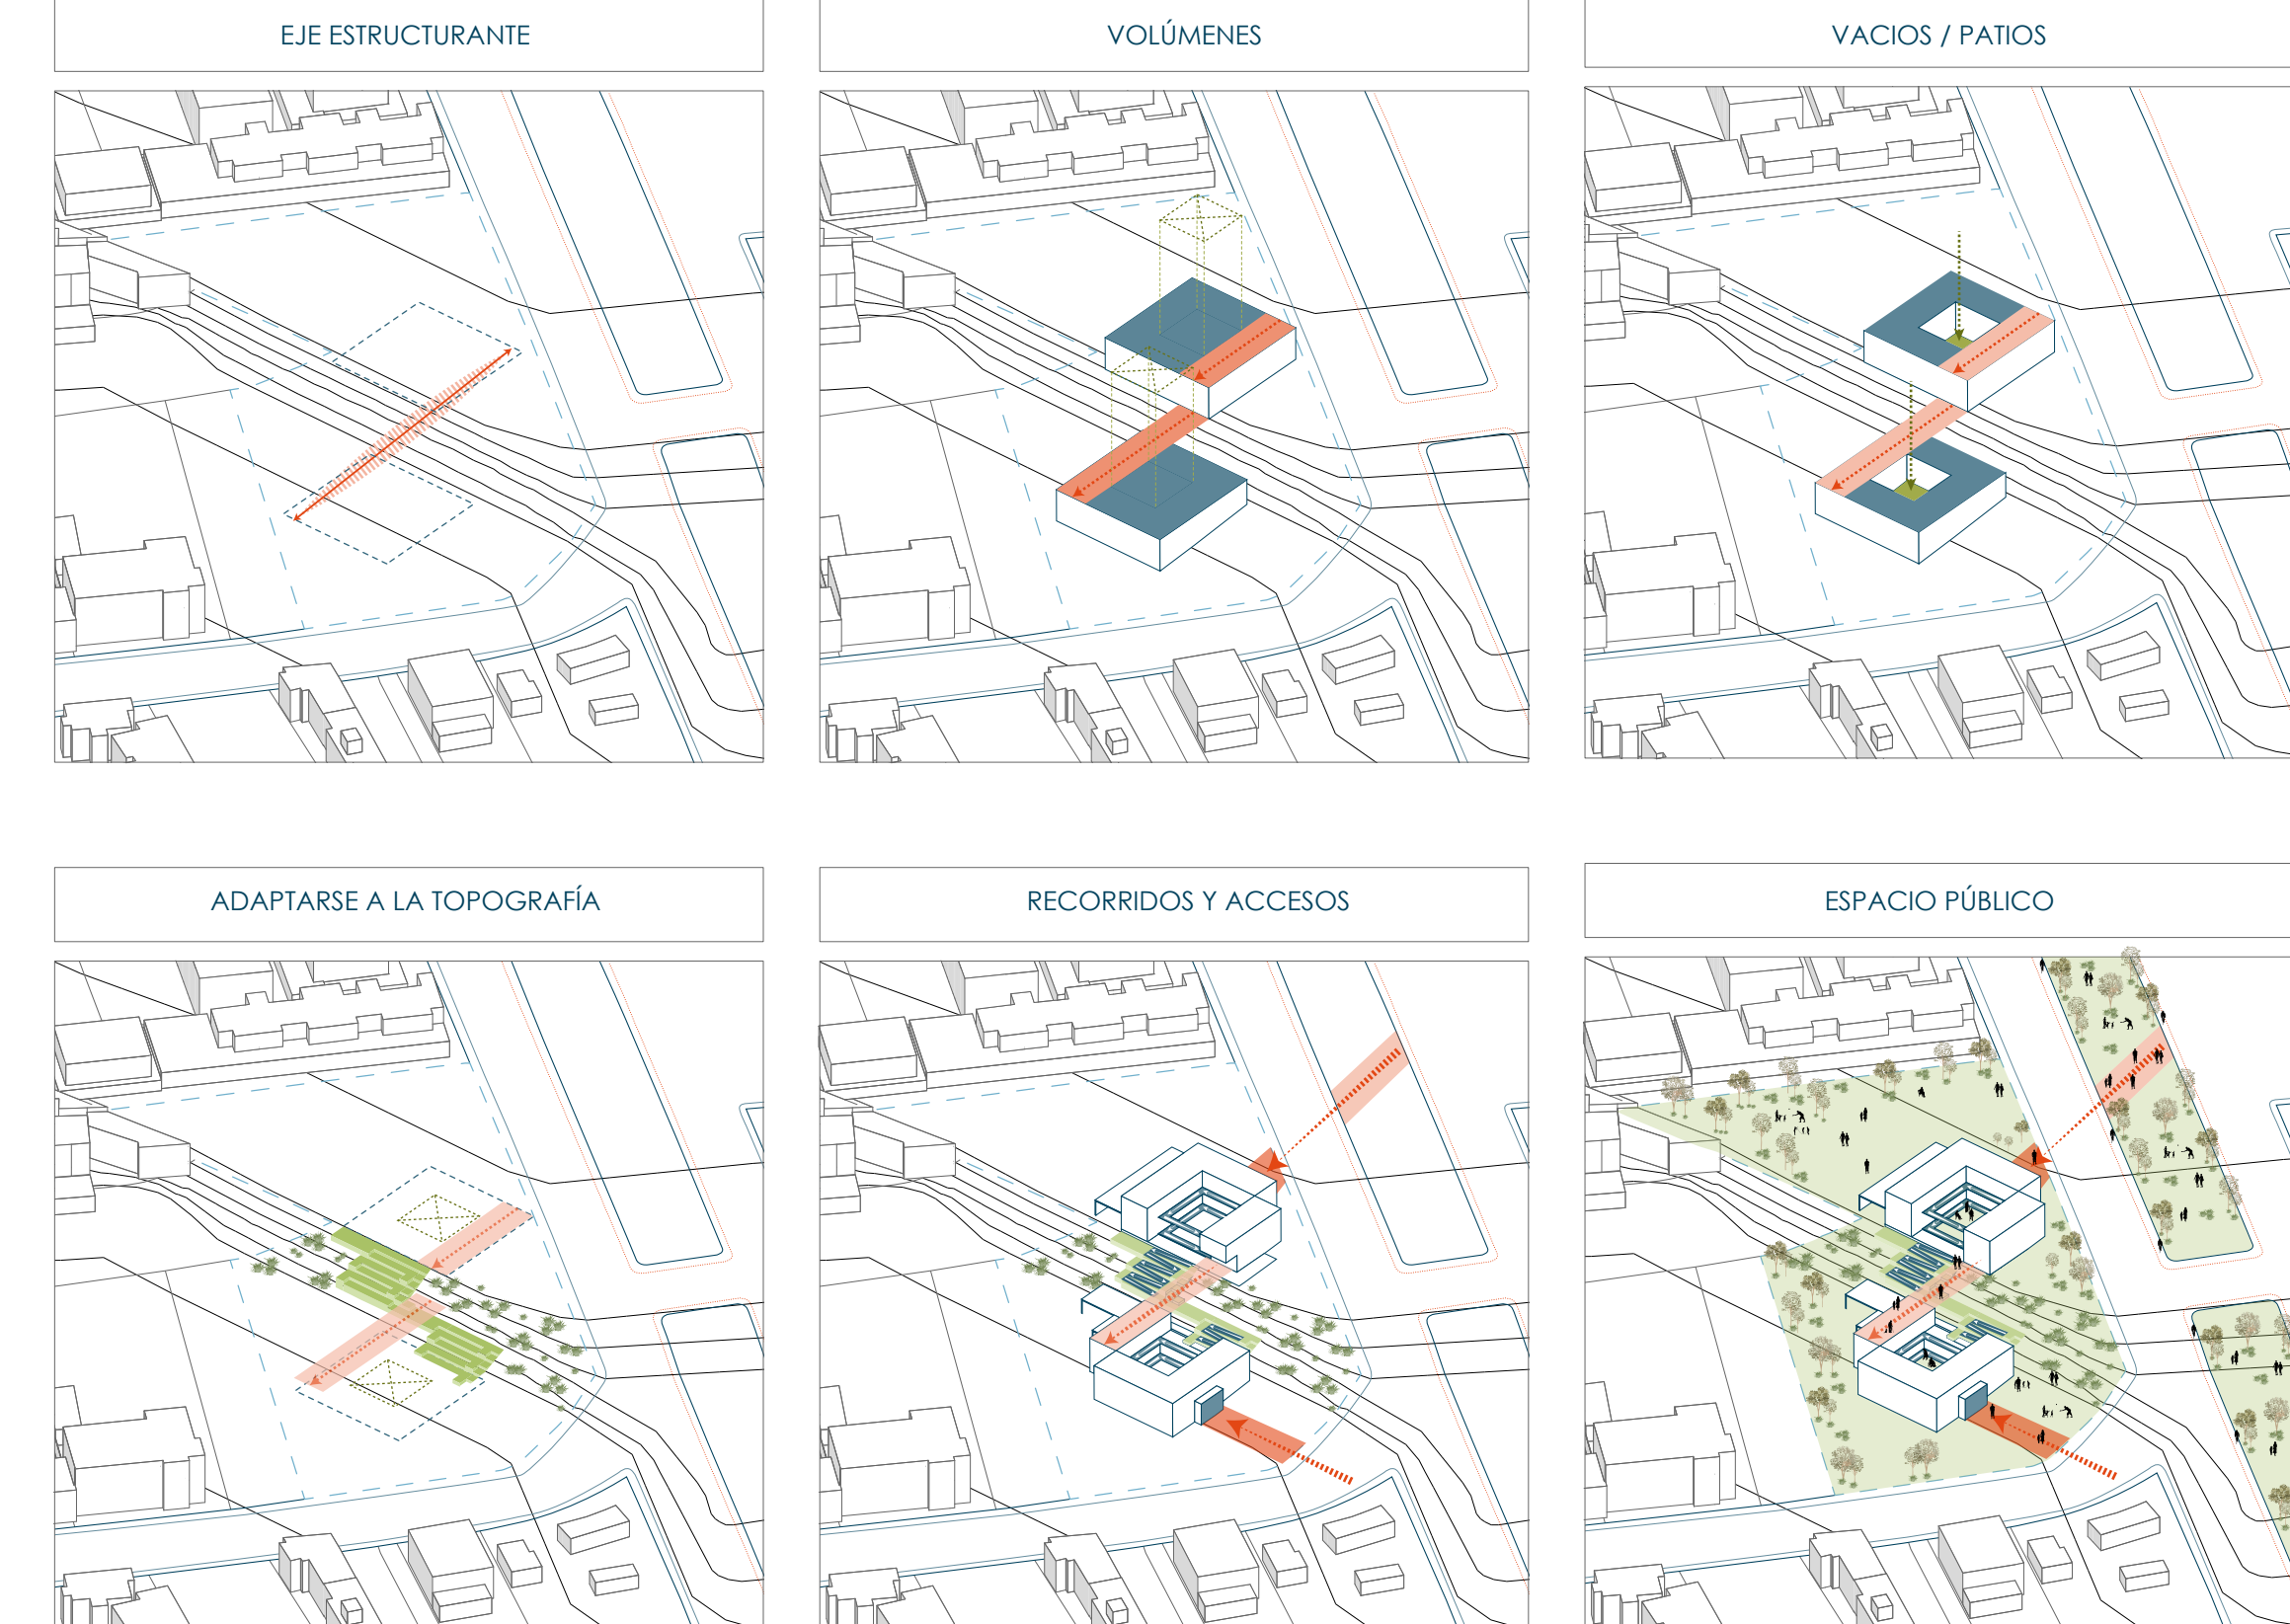 EJE ESTRUCTURANTE
VOLÚMENES
VACIOS / PATIOS
ADAPTARSE A LA TOPOGRAFÍA
RECORRIDOS Y ACCESOS
ESPACIO PÚBLICO